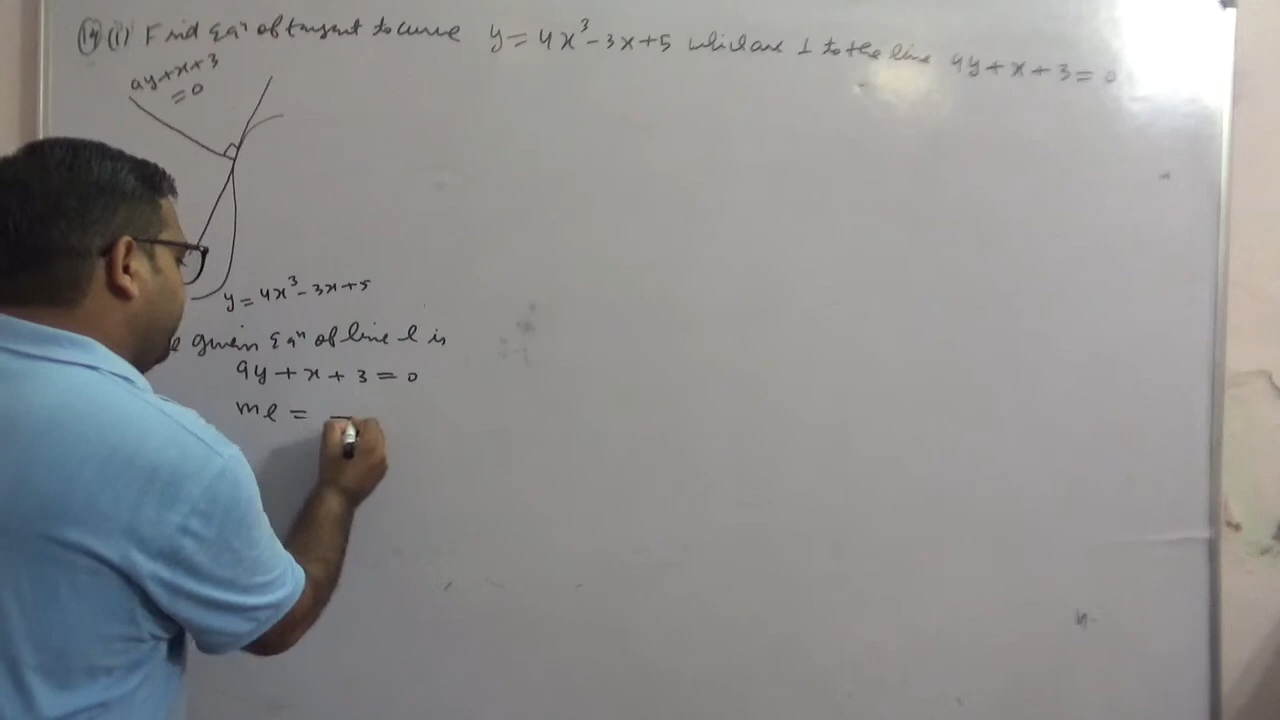 14 (i) Find Eqn of tangent to curve y = 4x³ - 3x + 5 which are ⊥ to the line 9y + x + 3 = 0
9y + x + 3
= 0
y = 4x³ - 3x + 5
given Eqn of line l is
9y + x + 3 = 0
ml = -